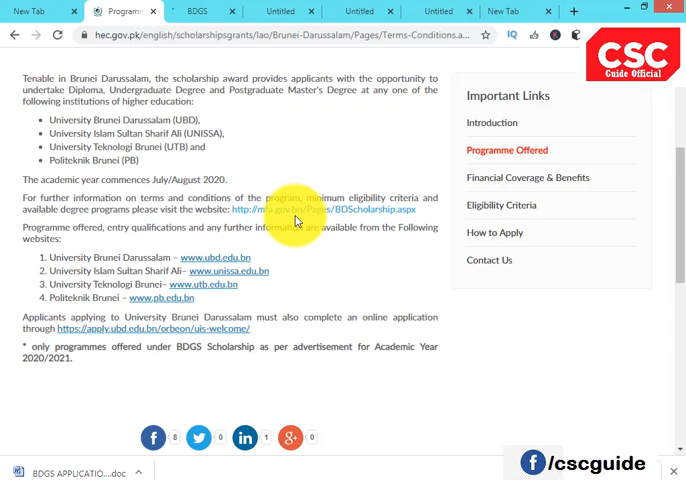 New Tab
Programm
BDGS
Untitled
Untitled
Untitled
New Tab
hec.gov.pk/english/scholarshipsgrants/lao/Brunei-Darussalam/Pages/Terms-Conditions.a...
IQ
K
CSC
Guide Official
Tenable in Brunei Darussalam, the scholarship award provides applicants with the opportunity to
undertake Diploma, Undergraduate Degree and Postgraduate Master's Degree at any one of the
following institutions of higher education:
• University Brunei Darussalam (UBD),
• University Islam Sultan Sharif Ali (UNISSA),
• University Teknologi Brunei (UTB) and
• Politeknik Brunei (PB)
The academic year commences July/August 2020.
For further information on terms and conditions of the program, minimum eligibility criteria and
available degree programs please visit the website: http://mfa.gov.bn/Pages/BDScholarship.aspx
Programme offered, entry qualifications and any further information are available from the Following
websites:
1. University Brunei Darussalam – www.ubd.edu.bn
2. University Islam Sultan Sharif Ali– www.unissa.edu.bn
3. University Teknologi Brunei– www.utb.edu.bn
4. Politeknik Brunei – www.pb.edu.bn
Applicants applying to University Brunei Darussalam must also complete an online application
through https://apply.ubd.edu.bn/orbeon/uis-welcome/
* only programmes offered under BDGS Scholarship as per advertisement for Academic Year
2020/2021.
Important Links
Introduction
Programme Offered
Financial Coverage & Benefits
Eligibility Criteria
How to Apply
Contact Us
f 8
0
in 1
g+ 0
BDGS APPLICATIO....doc
f/cscguide